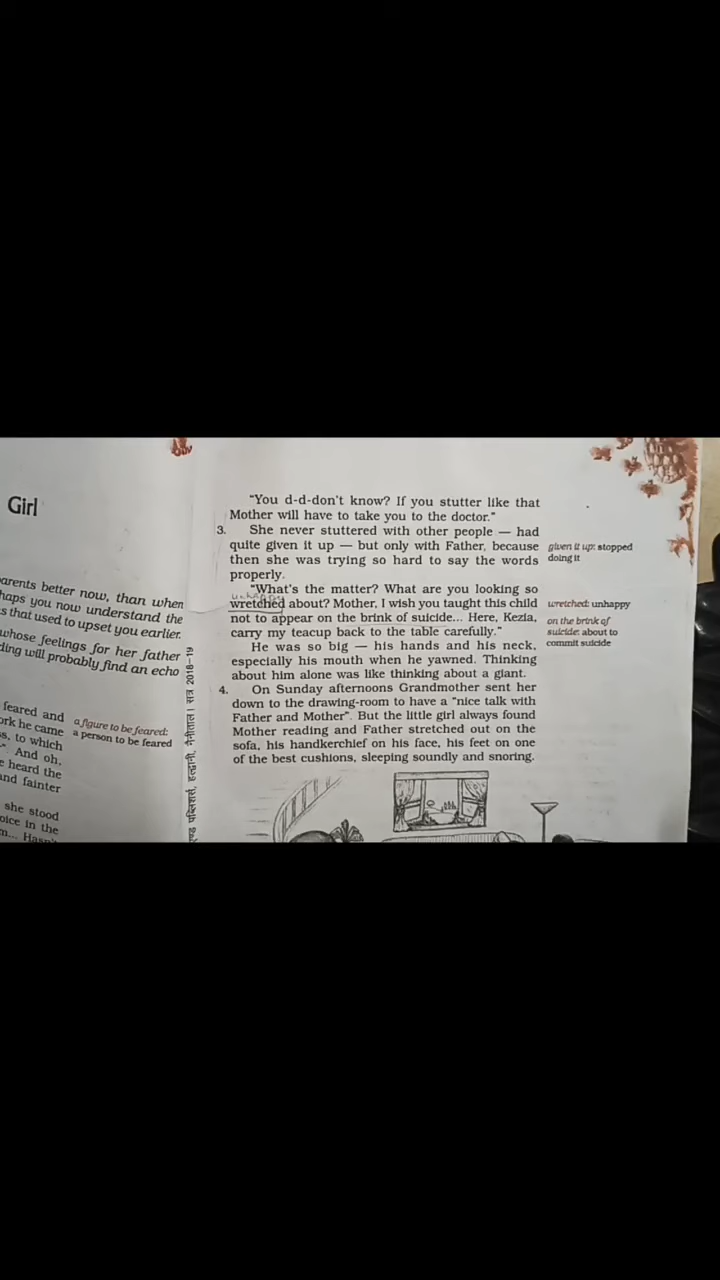 Girl
arents better now, than when
haps you now understand the
s that used to upset you earlier.
whose feelings for her father
ding will probably find an echo
feared and
ork he came
s, to which
". And oh,
e heard the
and fainter
she stood
oice in the
m... Hasn't
a figure to be feared:
a person to be feared
हल्द्वानी, नैनीताल। सत्र 2018–19
"You d-d-don't know? If you stutter like that
Mother will have to take you to the doctor."
3. She never stuttered with other people — had
quite given it up — but only with Father, because
then she was trying so hard to say the words
properly.
"What's the matter? What are you looking so
unhappy
wretched about? Mother, I wish you taught this child
not to appear on the brink of suicide... Here, Kezia,
carry my teacup back to the table carefully."
He was so big — his hands and his neck,
especially his mouth when he yawned. Thinking
about him alone was like thinking about a giant.
4. On Sunday afternoons Grandmother sent her
down to the drawing-room to have a "nice talk with
Father and Mother". But the little girl always found
Mother reading and Father stretched out on the
sofa, his handkerchief on his face, his feet on one
of the best cushions, sleeping soundly and snoring.
given it up: stopped
doing it
wretched: unhappy
on the brink of
suicide: about to
commit suicide